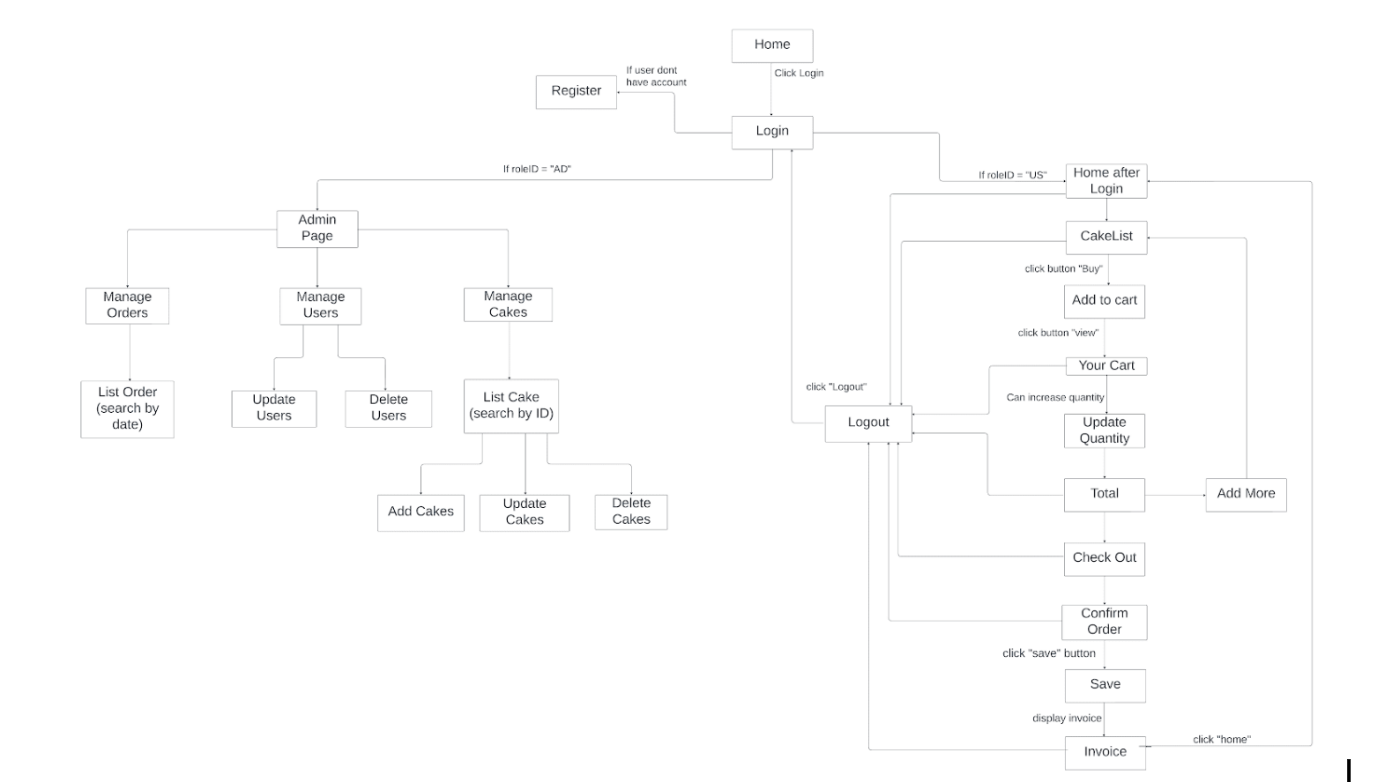 Home
Click Login
If user dont
have account
Register
Login
If roleID = "AD"
If roleID = "US"
Home after
Login
Admin
Page
CakeList
click button "Buy"
Manage
Orders
Manage
Users
Manage
Cakes
Add to cart
click button "view"
Your Cart
click "Logout"
Can increase quantity
List Order
(search by
date)
Update
Users
Delete
Users
List Cake
(search by ID)
Logout
Update
Quantity
Total
Add More
Add Cakes
Update
Cakes
Delete
Cakes
Check Out
Confirm
Order
click "save" button
Save
display invoice
Invoice
click "home"